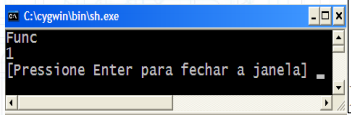 C:\cygwin\bin\sh.exe
Func
1
[Pressione Enter para fechar a janela]